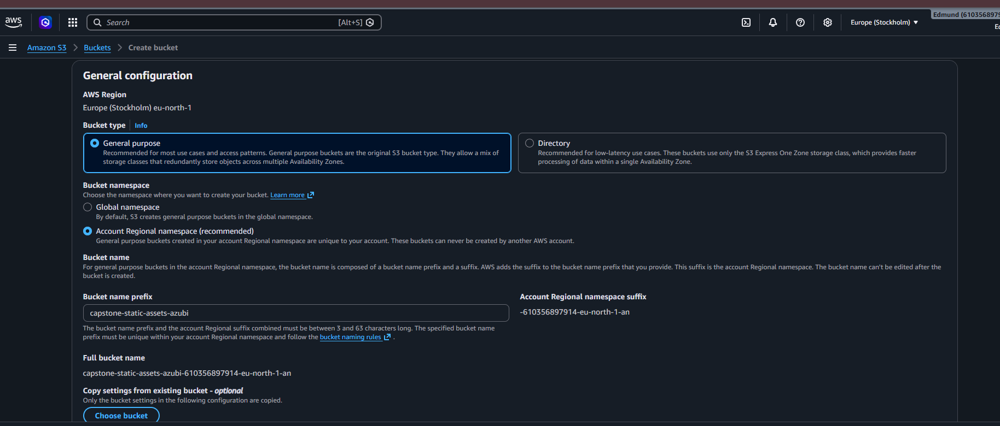 aws
Search [Alt+S]
Europe (Stockholm)
Edmund (6103568979
Amazon S3 Buckets Create bucket
General configuration
AWS Region
Europe (Stockholm) eu-north-1
Bucket type Info
General purpose
Recommended for most use cases and access patterns. General purpose buckets are the original S3 bucket type. They allow a mix of
storage classes that redundantly store objects across multiple Availability Zones.
Directory
Recommended for low-latency use cases. These buckets use only the S3 Express One Zone storage class, which provides faster
processing of data within a single Availability Zone.
Bucket namespace
Choose the namespace where you want to create your bucket. Learn more
Global namespace
By default, S3 creates general purpose buckets in the global namespace.
Account Regional namespace (recommended)
General purpose buckets created in your account Regional namespace are unique to your account. These buckets can never be created by another AWS account.
Bucket name
For general purpose buckets in the account Regional namespace, the bucket name is composed of a bucket name prefix and a suffix. AWS adds the suffix to the bucket name prefix that you provide. This suffix is the account Regional namespace. The bucket name can't be edited after the
bucket is created.
Bucket name prefix
capstone-static-assets-azubi
The bucket name prefix and the account Regional suffix combined must be between 3 and 63 characters long. The specified bucket name
prefix must be unique within your account Regional namespace and follow the bucket naming rules .
Account Regional namespace suffix
-610356897914-eu-north-1-an
Full bucket name
capstone-static-assets-azubi-610356897914-eu-north-1-an
Copy settings from existing bucket - optional
Only the bucket settings in the following configuration are copied.
Choose bucket